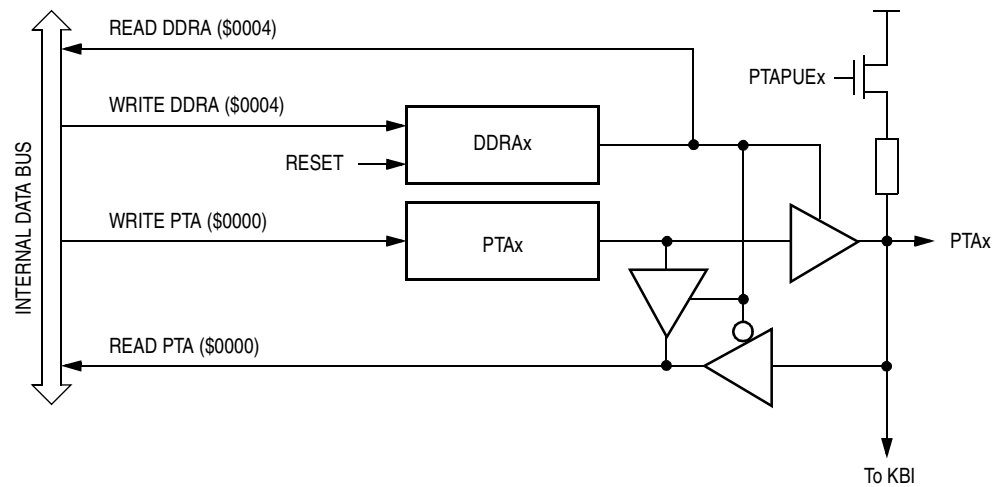 READ DDRA ($0004)
PTAPUEx
WRITE DDRA ($0004)
DDRAx
RESET
INTERNAL DATA BUS
WRITE PTA ($0000)
PTAx
PTAx
READ PTA ($0000)
To KBI